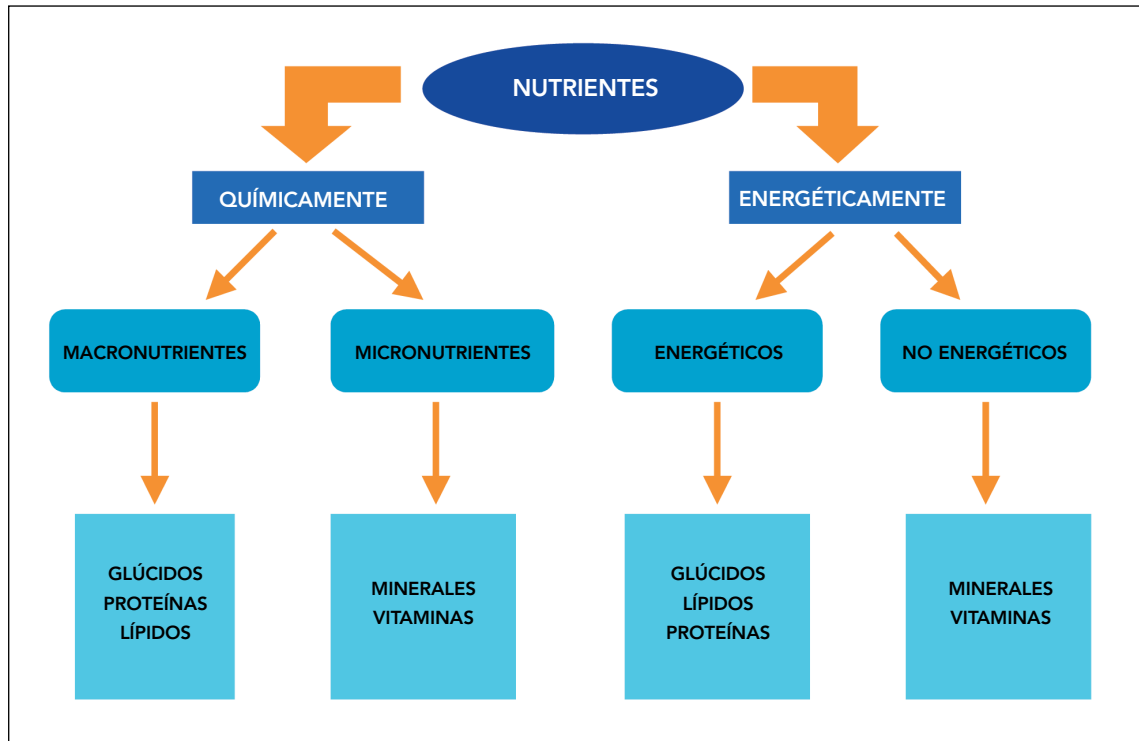 NUTRIENTES
QUÍMICAMENTE
ENERGÉTICAMENTE
MACRONUTRIENTES
MICRONUTRIENTES
ENERGÉTICOS
NO ENERGÉTICOS
GLÚCIDOS
PROTEÍNAS
LÍPIDOS
MINERALES
VITAMINAS
GLÚCIDOS
LÍPIDOS
PROTEÍNAS
MINERALES
VITAMINAS